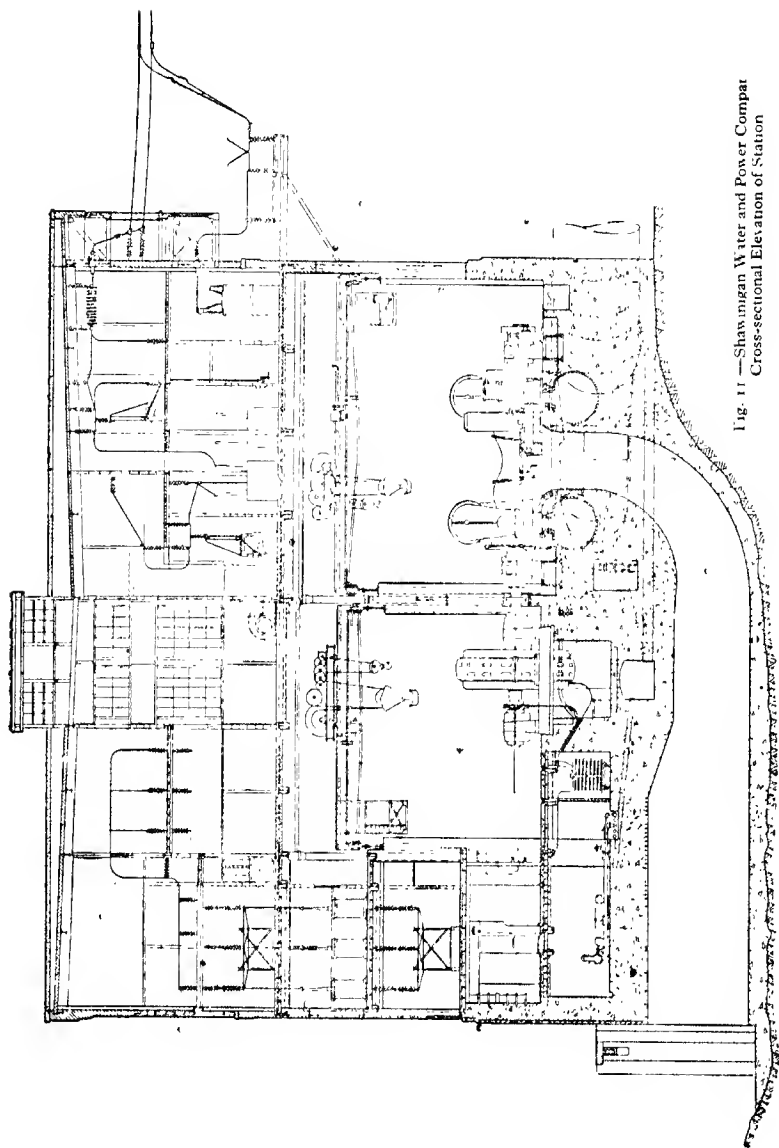 Fig. 11 —Shawinigan Water and Power Compa
Cross-sectional Elevation of Station